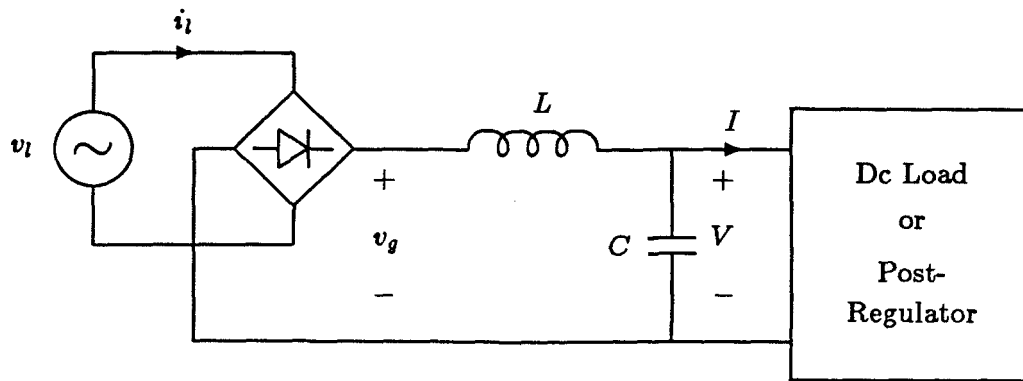 i_l
v_l
L
I
+
v_g
−
C
+
V
−
Dc Load
or
Post-
Regulator